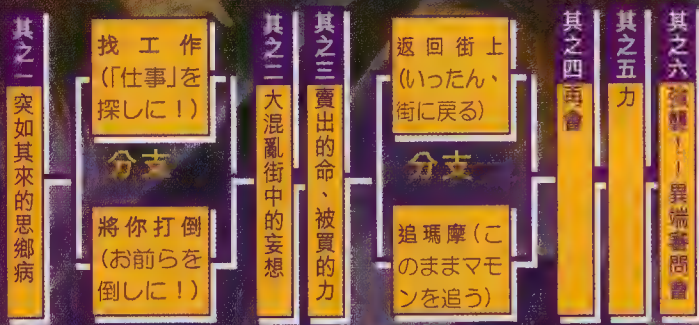 其之一 突如其來的思鄉病
找工作
(「仕事」を
探しに!)
分支
將你打倒
(お前らを
倒しに!)
其之二 大混亂街中的妄想
其之三 賣出的命、被買的力
返回街上
(いったん、
街に戻る)
分支
追瑪摩(こ
のままマモ
ンを追う)
其之四 再會
其之五 力
其之六 強襲!!異端審問會